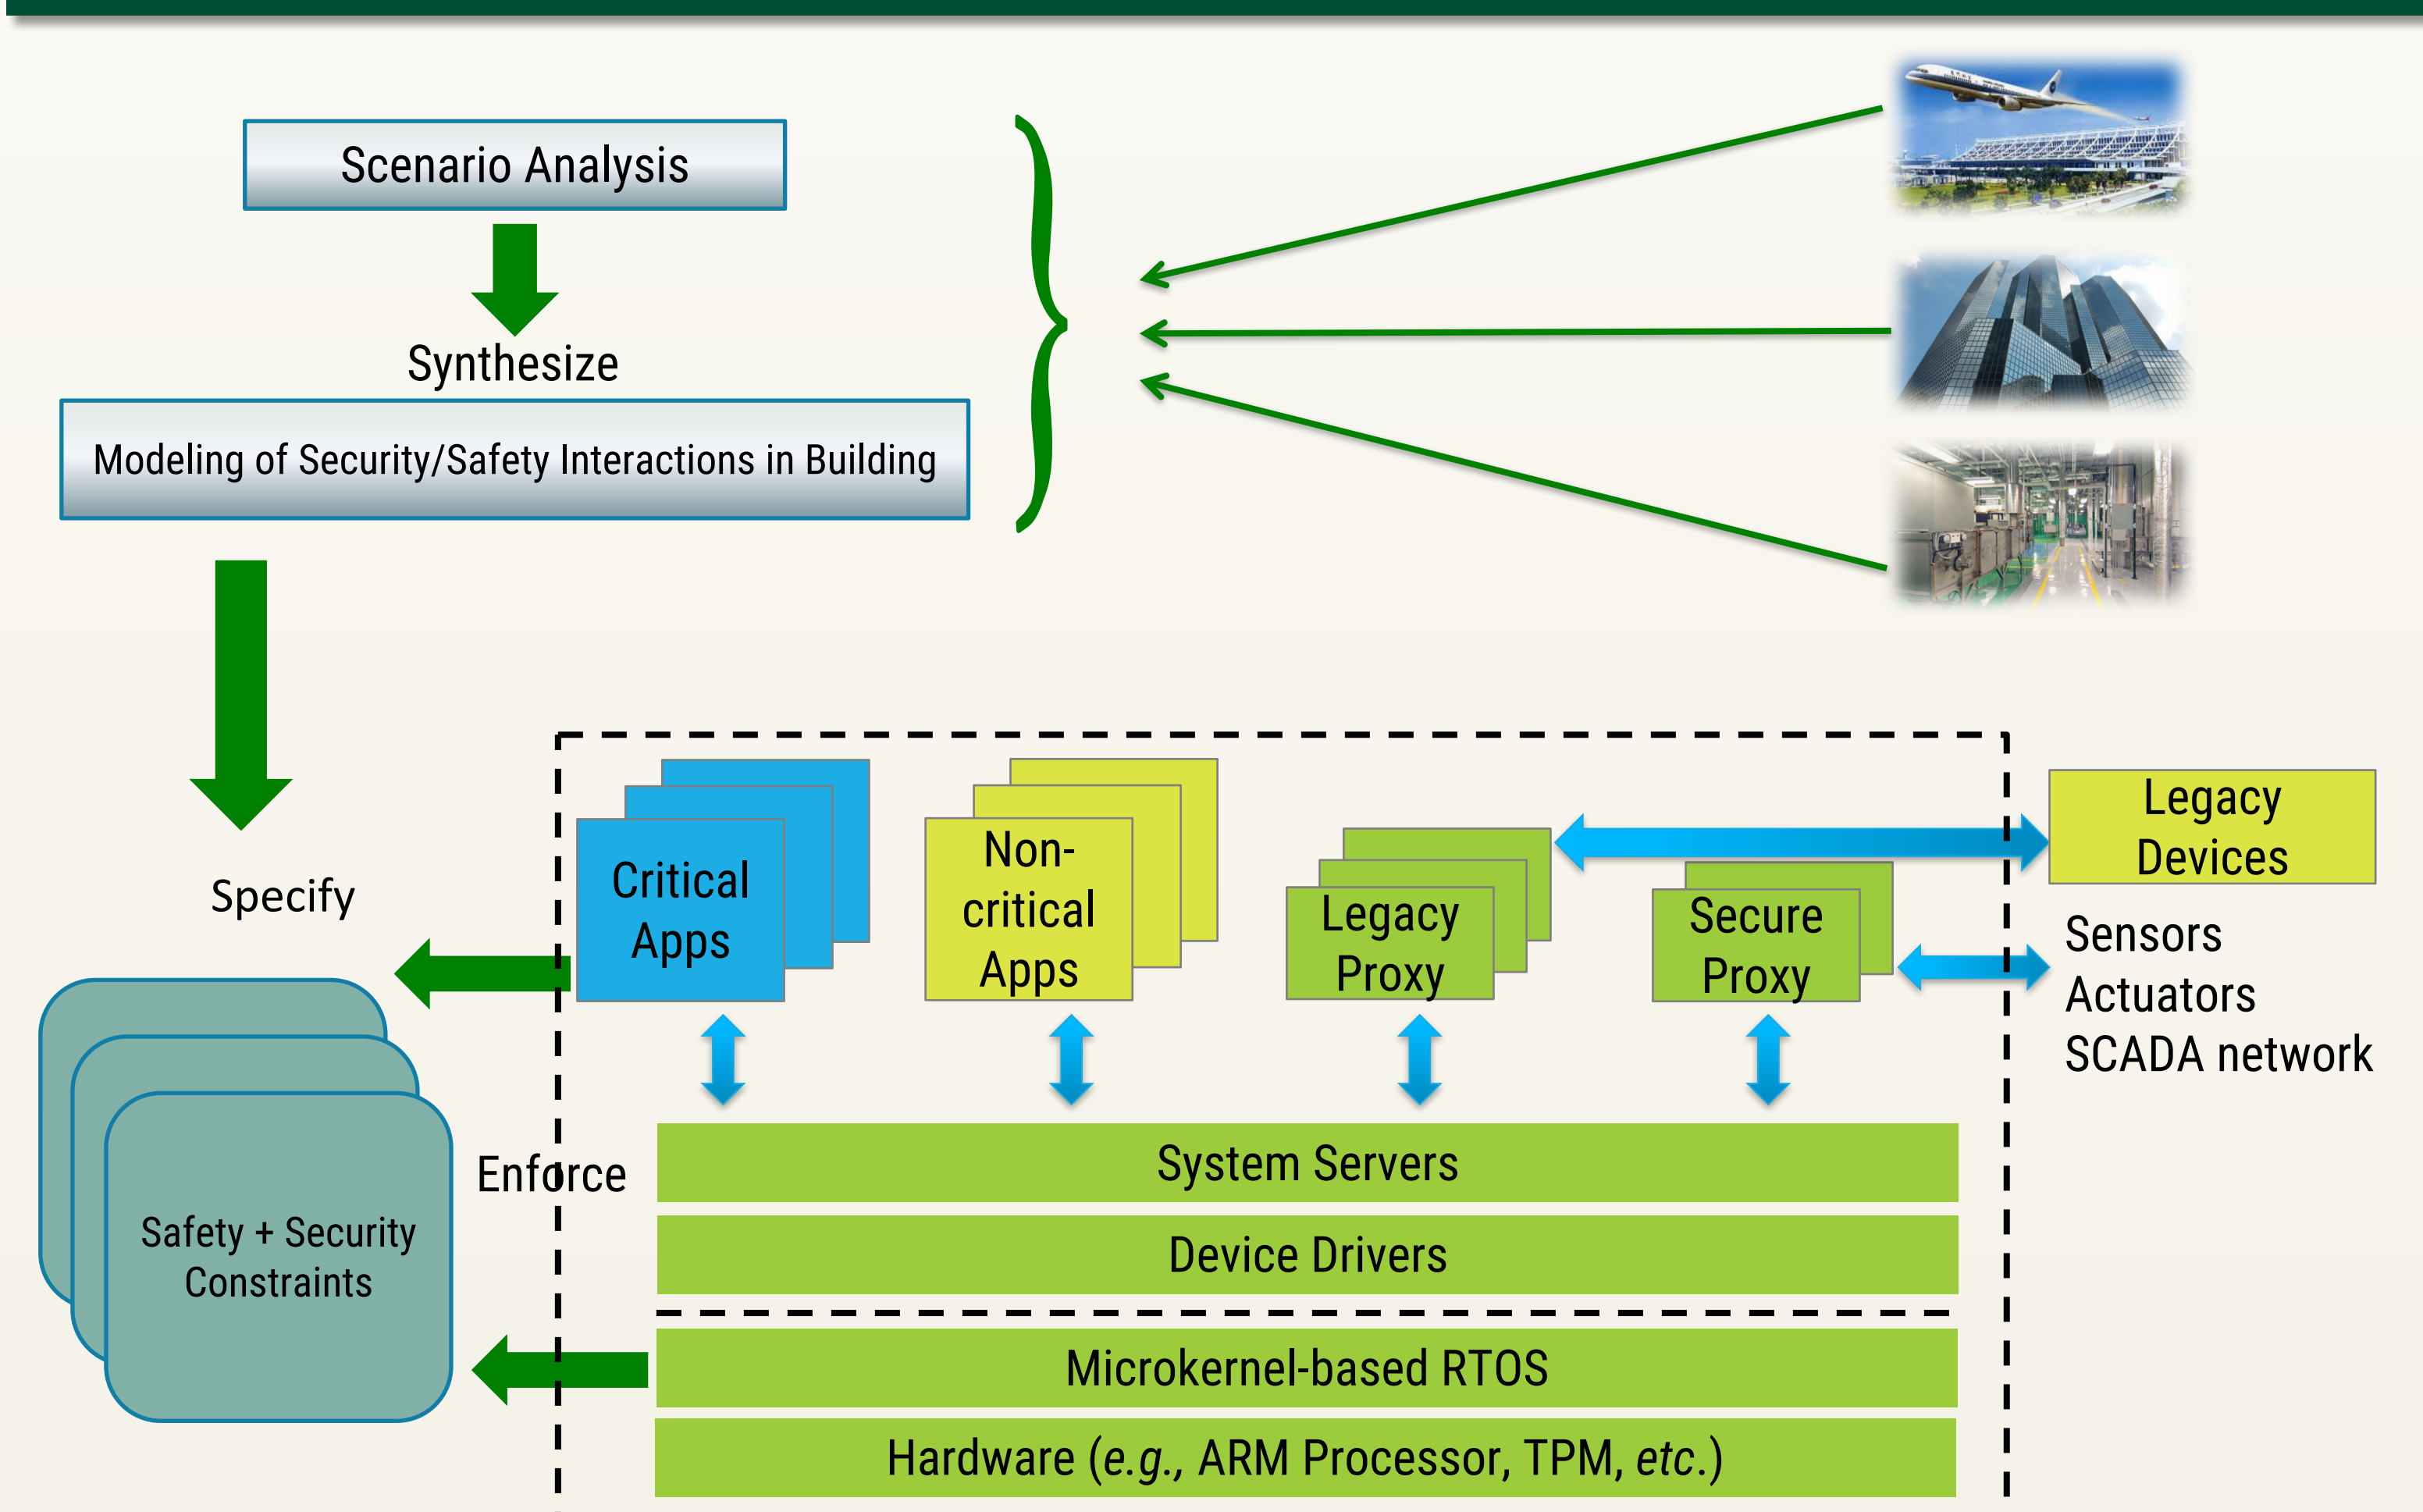 Scenario Analysis
Synthesize
Modeling of Security/Safety Interactions in Building
Specify
Critical
Apps
Non-
critical
Apps
Legacy
Proxy
Secure
Proxy
Legacy
Devices
Sensors
Actuators
SCADA network
Enforce
Safety + Security
Constraints
System Servers
Device Drivers
Microkernel-based RTOS
Hardware (e.g., ARM Processor, TPM, etc.)